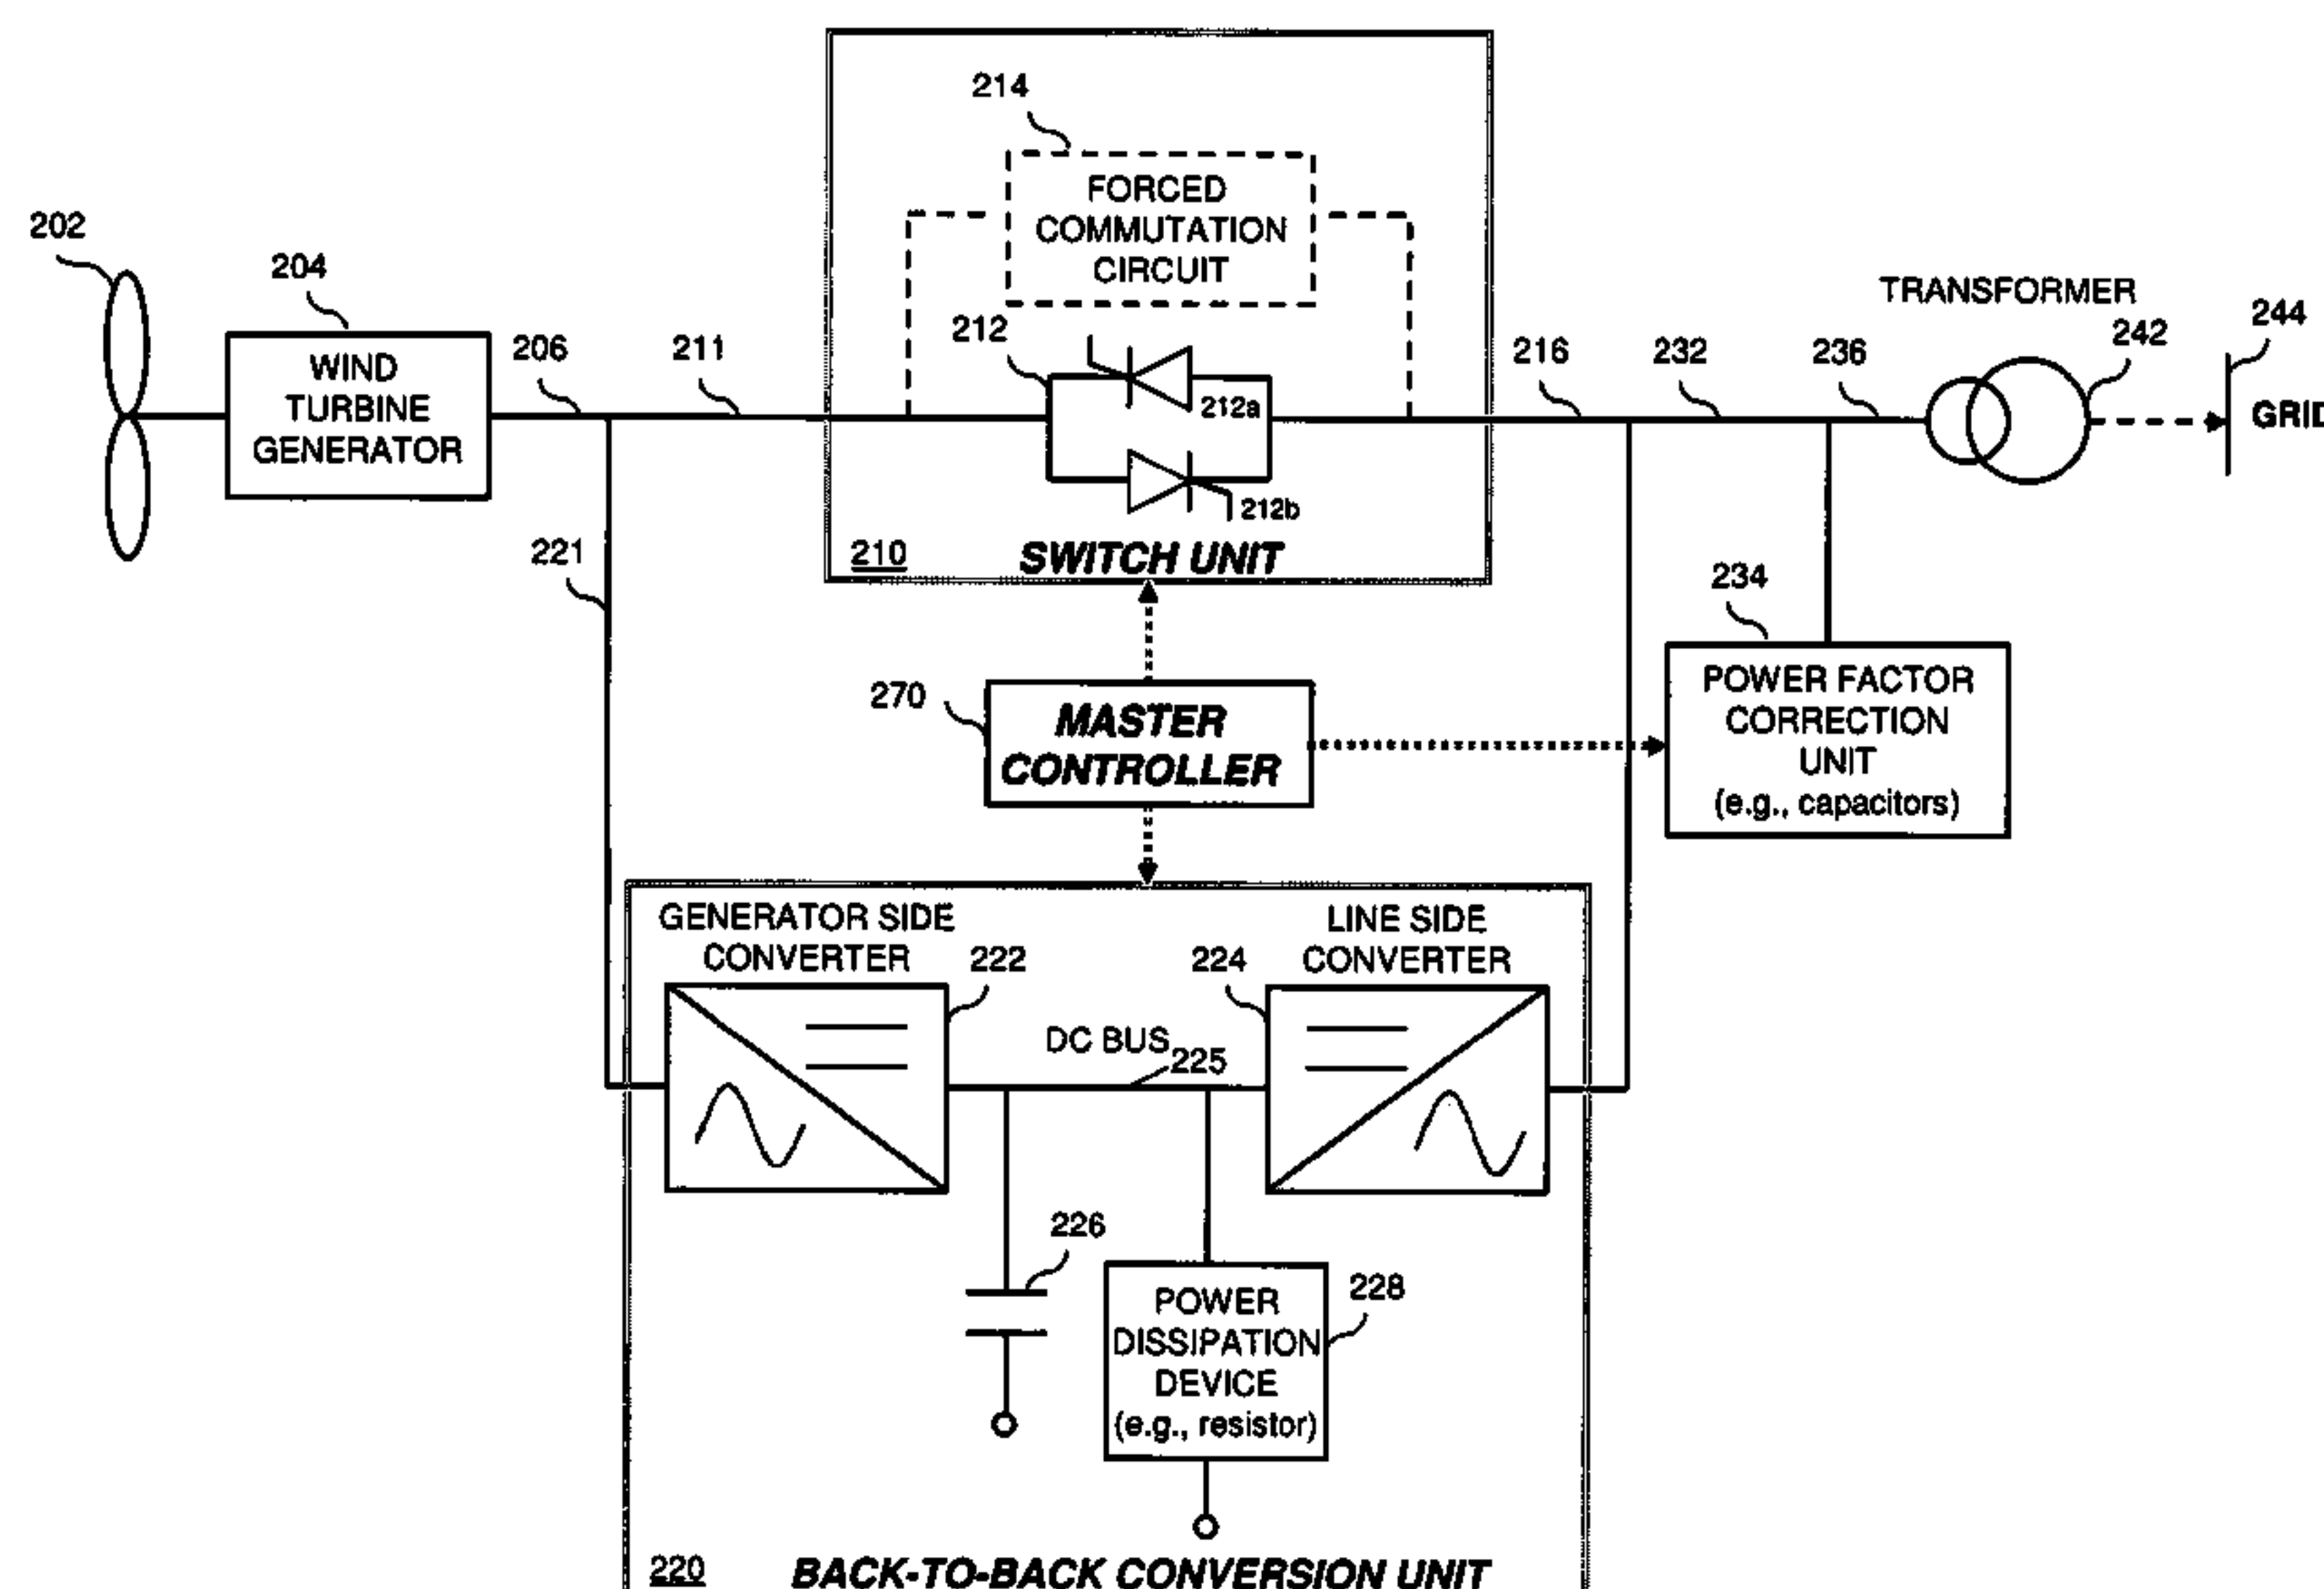 214
FORCED
COMMUTATION
CIRCUIT
202
204
WIND
TURBINE
GENERATOR
206
211
212
212a
212b
210
SWITCH UNIT
216
232
236
TRANSFORMER
242
244
GRID
221
234
POWER FACTOR
CORRECTION
UNIT
(e.g., capacitors)
270
MASTER
CONTROLLER
GENERATOR SIDE
CONVERTER
222
224
LINE SIDE
CONVERTER
DC BUS
225
226
POWER
DISSIPATION
DEVICE
(e.g., resistor)
228
220
BACK-TO-BACK CONVERSION UNIT